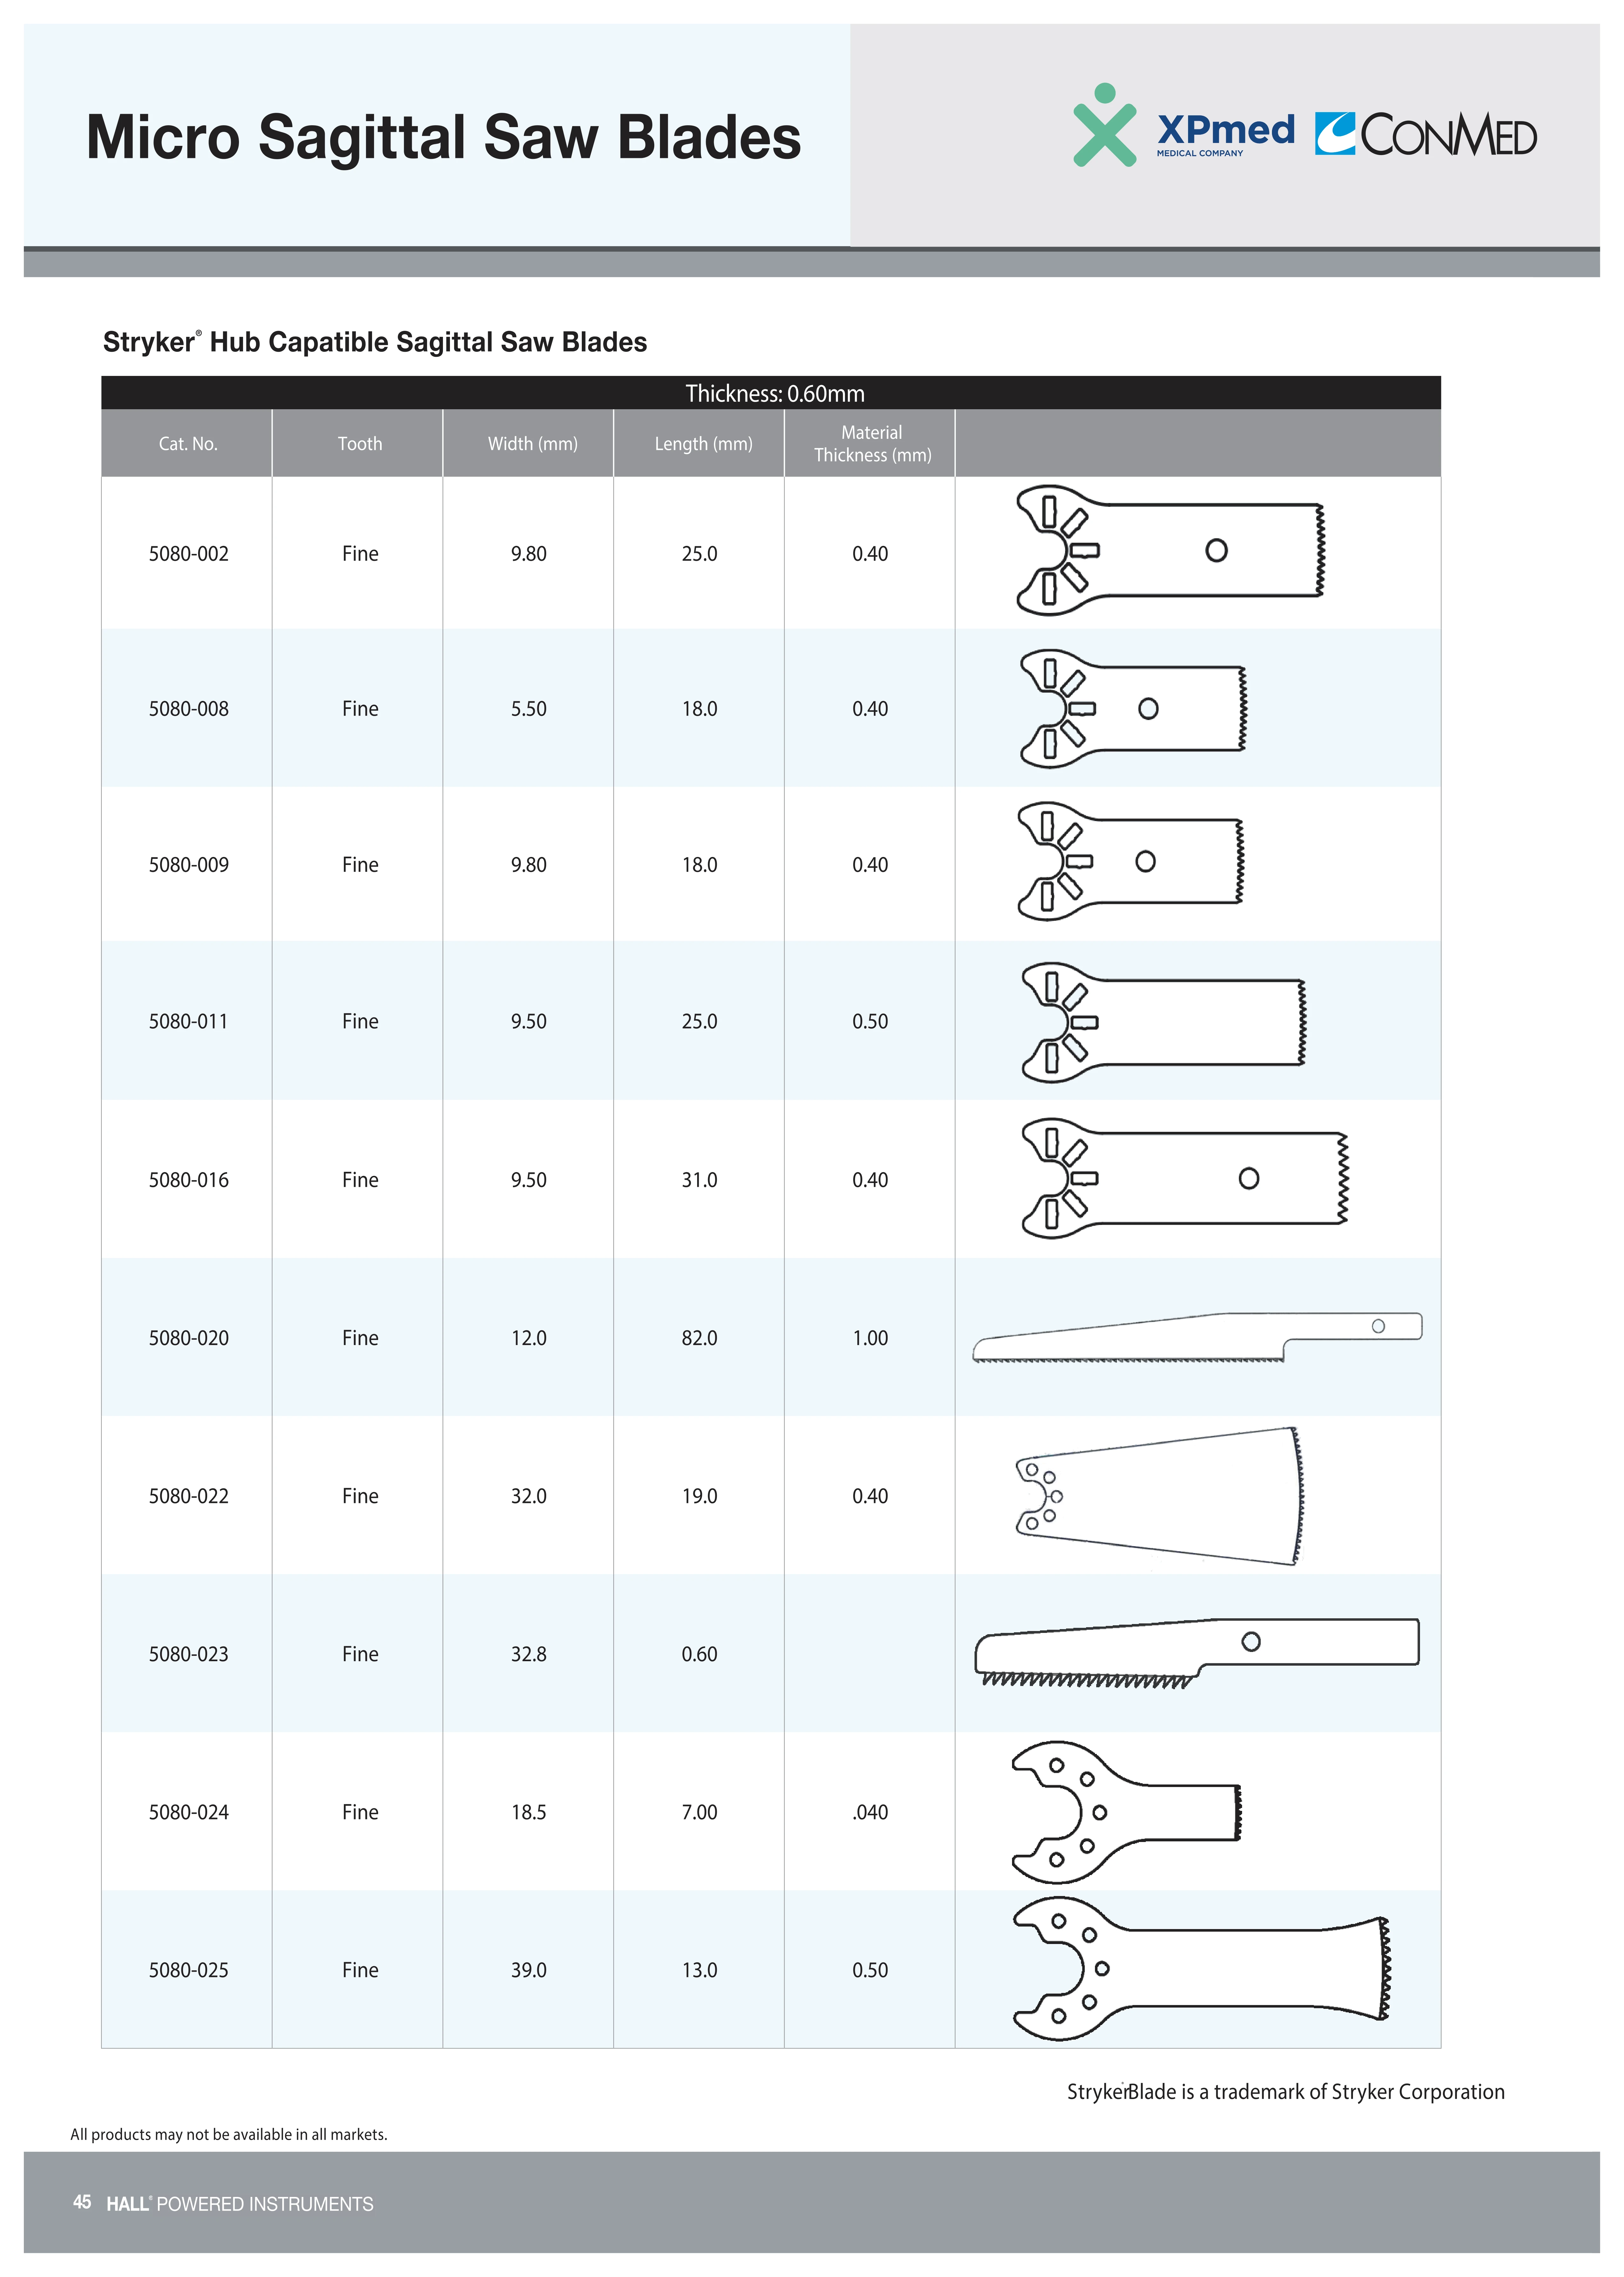 Micro Sagittal Saw Blades
XPmed
MEDICAL COMPANY
CONMED
Stryker® Hub Capatible Sagittal Saw Blades
Thickness: 0.60mm
Cat. No. Tooth Width (mm) Length (mm) Material Thickness (mm)
5080-002 Fine 9.80 25.0 0.40
5080-008 Fine 5.50 18.0 0.40
5080-009 Fine 9.80 18.0 0.40
5080-011 Fine 9.50 25.0 0.50
5080-016 Fine 9.50 31.0 0.40
5080-020 Fine 12.0 82.0 1.00
5080-022 Fine 32.0 19.0 0.40
5080-023 Fine 32.8 0.60
5080-024 Fine 18.5 7.00 .040
5080-025 Fine 39.0 13.0 0.50
Stryker®Blade is a trademark of Stryker Corporation
All products may not be available in all markets.
45 HALL® POWERED INSTRUMENTS